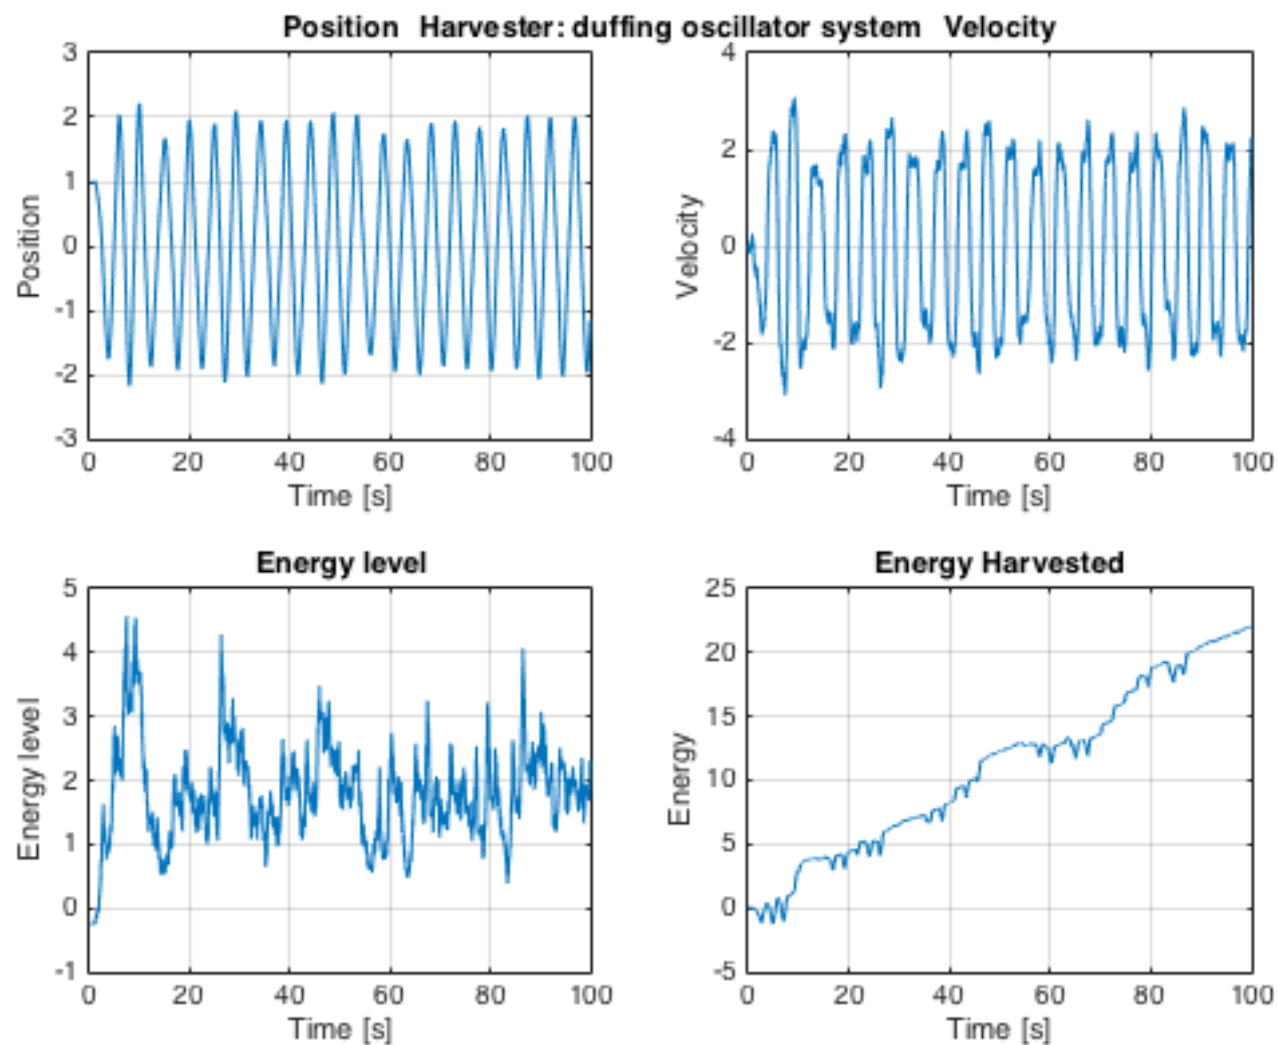 Position Harvester: duffing oscillator system Velocity
3
2
1
0
-1
-2
-3
Position
0 20 40 60 80 100
Time [s]
4
2
0
-2
-4
Velocity
0 20 40 60 80 100
Time [s]
Energy level
5
4
3
2
1
0
-1
Energy level
0 20 40 60 80 100
Time [s]
Energy Harvested
25
20
15
10
5
0
-5
Energy
0 20 40 60 80 100
Time [s]